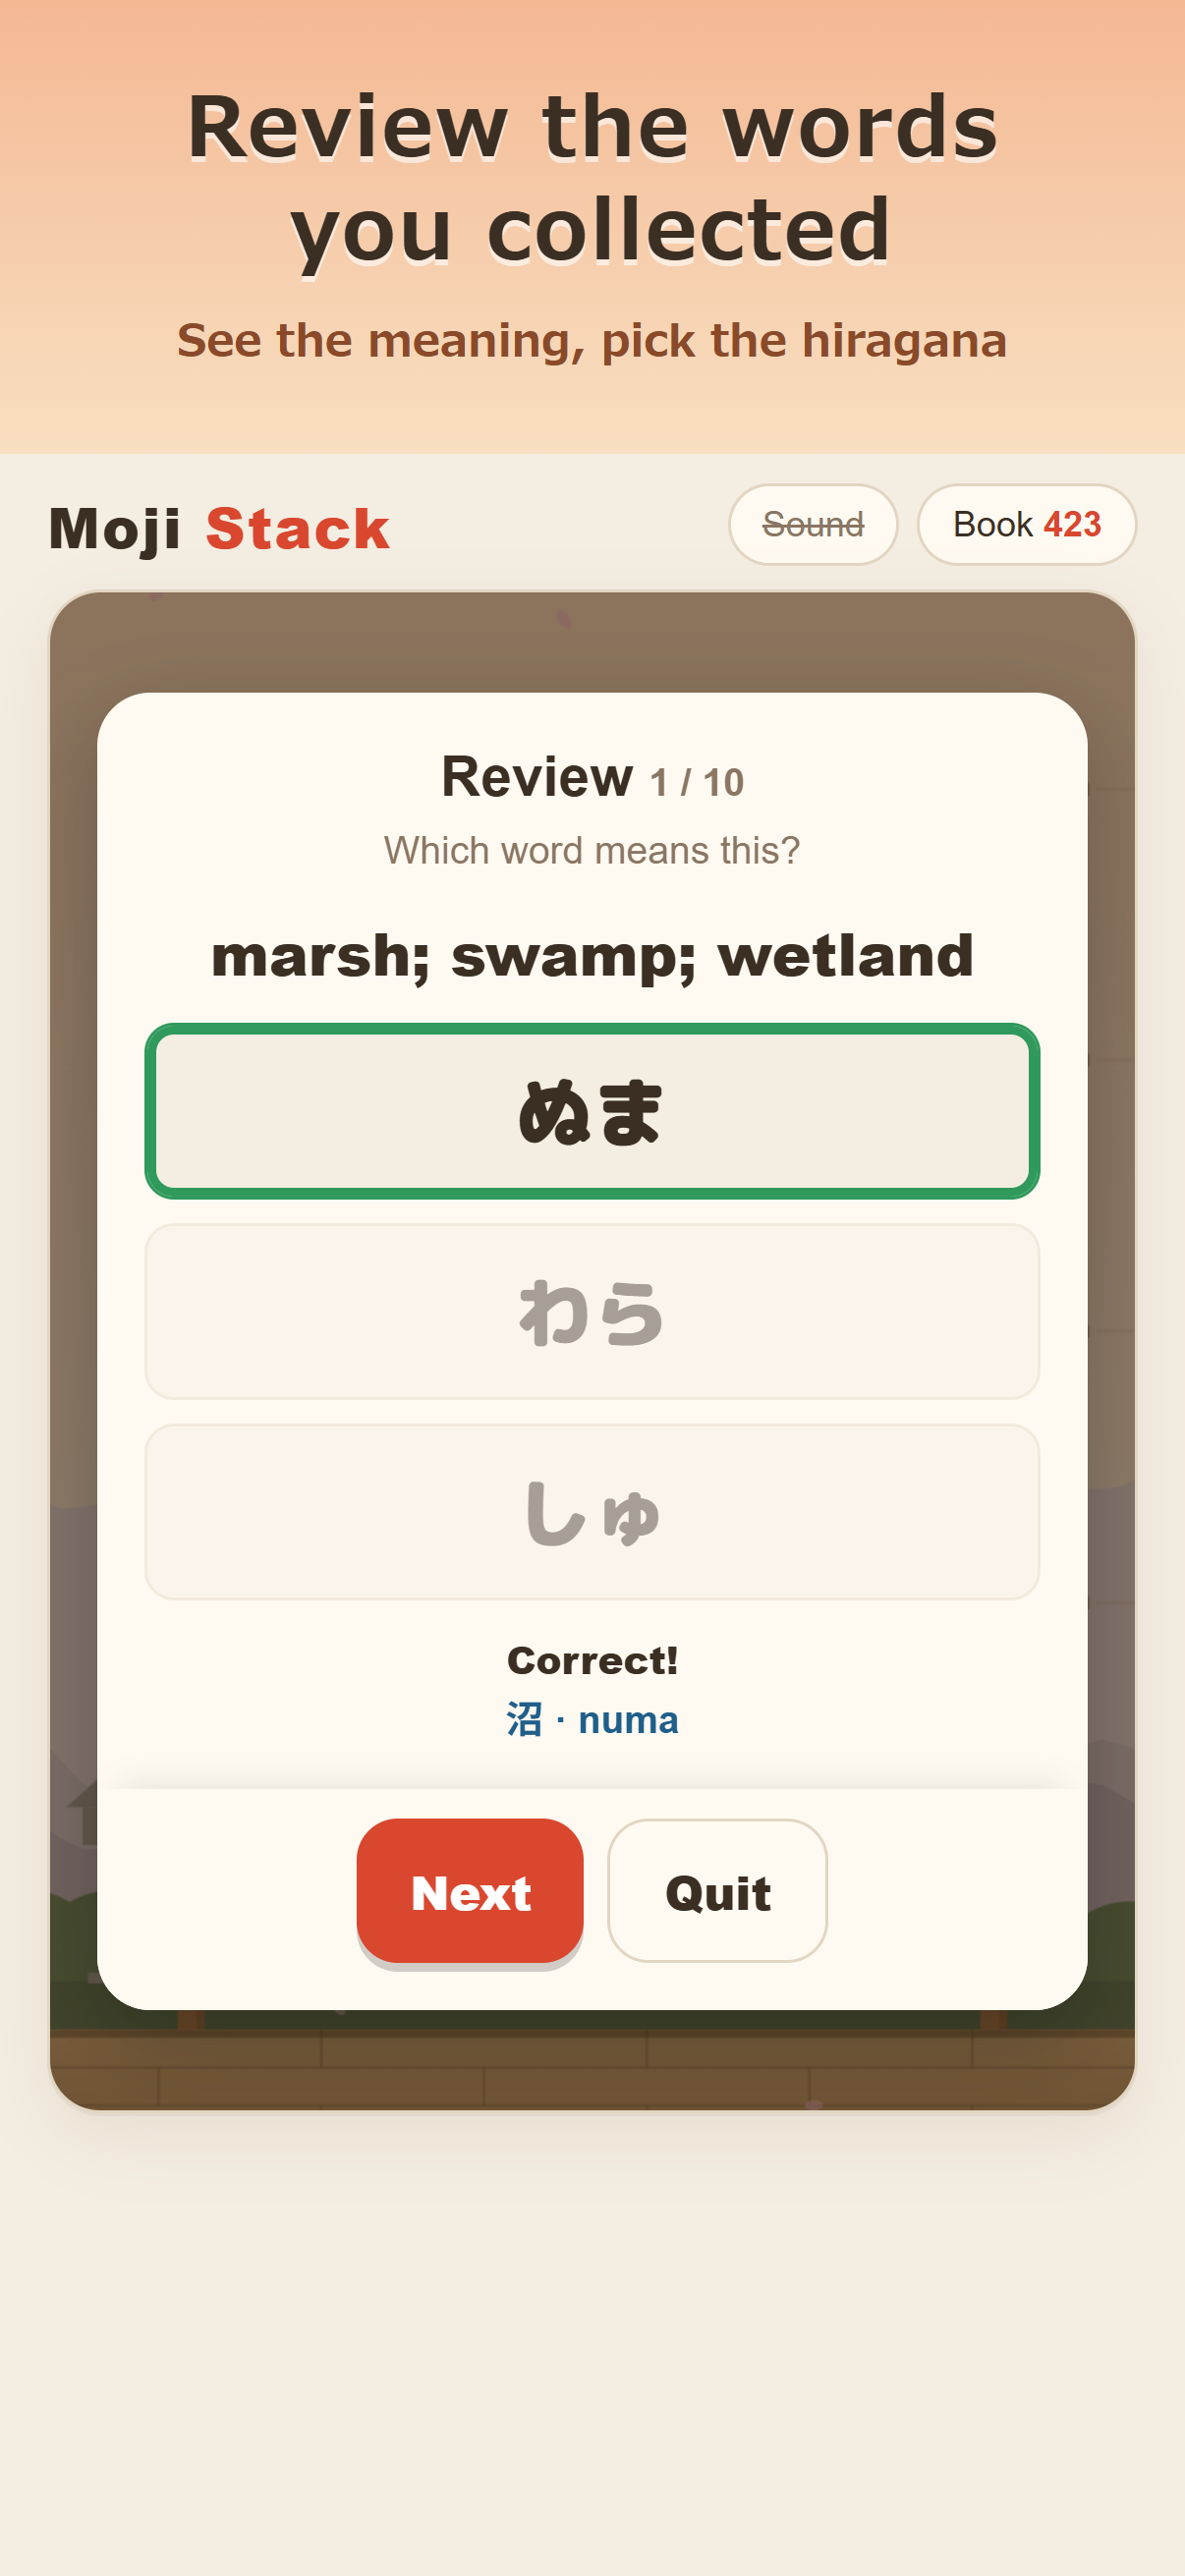 Review the words
you collected
See the meaning, pick the hiragana
Moji Stack
Sound
Book 423
Review 1 / 10
Which word means this?
marsh; swamp; wetland
ぬま
わら
しゅ
Correct!
沼 · numa
Next
Quit